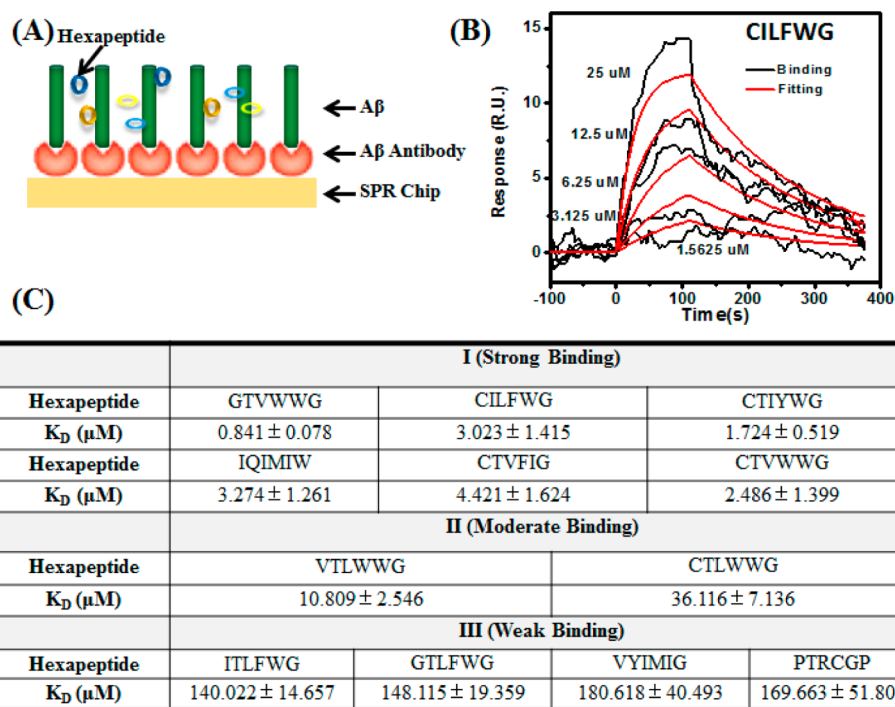 (A)
Hexapeptide
Aβ
Aβ Antibody
SPR Chip
(B)
CILFWG
Binding
Fitting
25 uM
12.5 uM
6.25 uM
3.125 uM
1.5625 uM
Response (R.U.)
15
10
5
0
-100 0 100 200 300 400
Time(s)
(C)
I (Strong Binding)
Hexapeptide GTVWWG CILFWG CTIYWG
KD (μM) 0.841 ± 0.078 3.023 ± 1.415 1.724 ± 0.519
Hexapeptide IQIMIW CTVFIG CTVWWG
KD (μM) 3.274 ± 1.261 4.421 ± 1.624 2.486 ± 1.399
II (Moderate Binding)
Hexapeptide VTLWWG CTLWWG
KD (μM) 10.809 ± 2.546 36.116 ± 7.136
III (Weak Binding)
Hexapeptide ITLFWG GTLFWG VYIMIG PTRCGP
KD (μM) 140.022 ± 14.657 148.115 ± 19.359 180.618 ± 40.493 169.663 ± 51.80